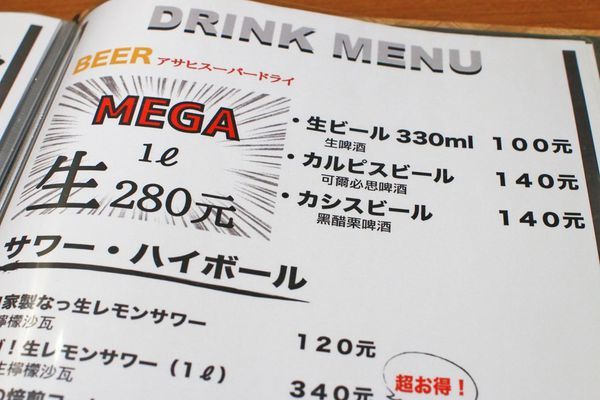 DRINK MENU
BEER アサヒスーパードライ
MEGA
1ℓ
生 280元
・生ビール 330ml 100元
生啤酒
・カルピスビール 140元
可爾必思啤酒
・カシスビール 140元
黑醋栗啤酒
サワー・ハイボール
家製なっ生レモンサワー 120元
檸檬沙瓦
！生レモンサワー（1ℓ） 340元
生檸檬沙瓦
超お得！